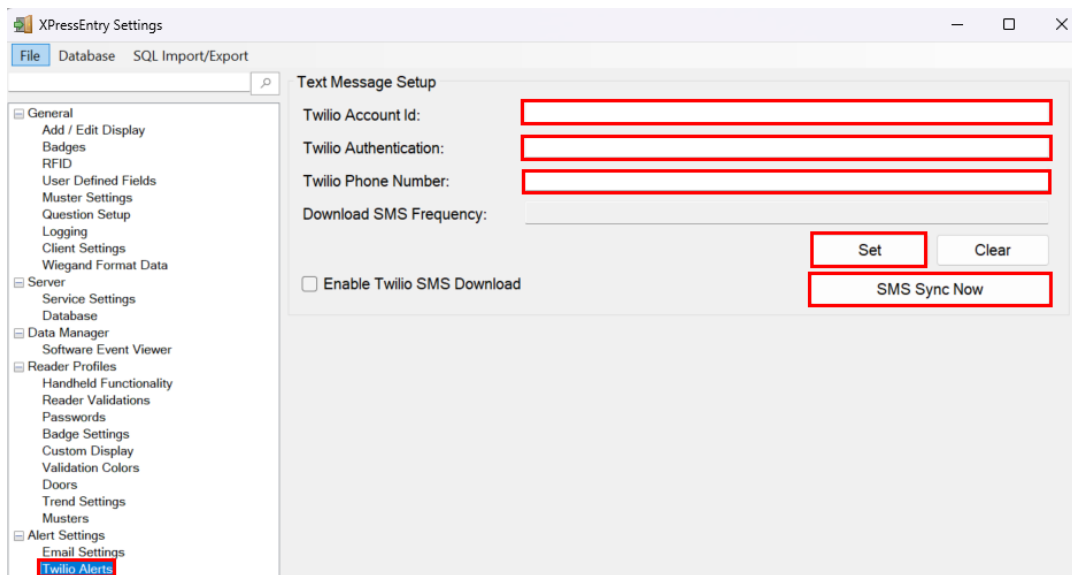 XPressEntry Settings
File Database SQL Import/Export
General
Add / Edit Display
Badges
RFID
User Defined Fields
Muster Settings
Question Setup
Logging
Client Settings
Wiegand Format Data
Server
Service Settings
Database
Data Manager
Software Event Viewer
Reader Profiles
Handheld Functionality
Reader Validations
Passwords
Badge Settings
Custom Display
Validation Colors
Doors
Trend Settings
Musters
Alert Settings
Email Settings
Twilio Alerts
Text Message Setup
Twilio Account Id:
Twilio Authentication:
Twilio Phone Number:
Download SMS Frequency:
Set Clear
Enable Twilio SMS Download
SMS Sync Now